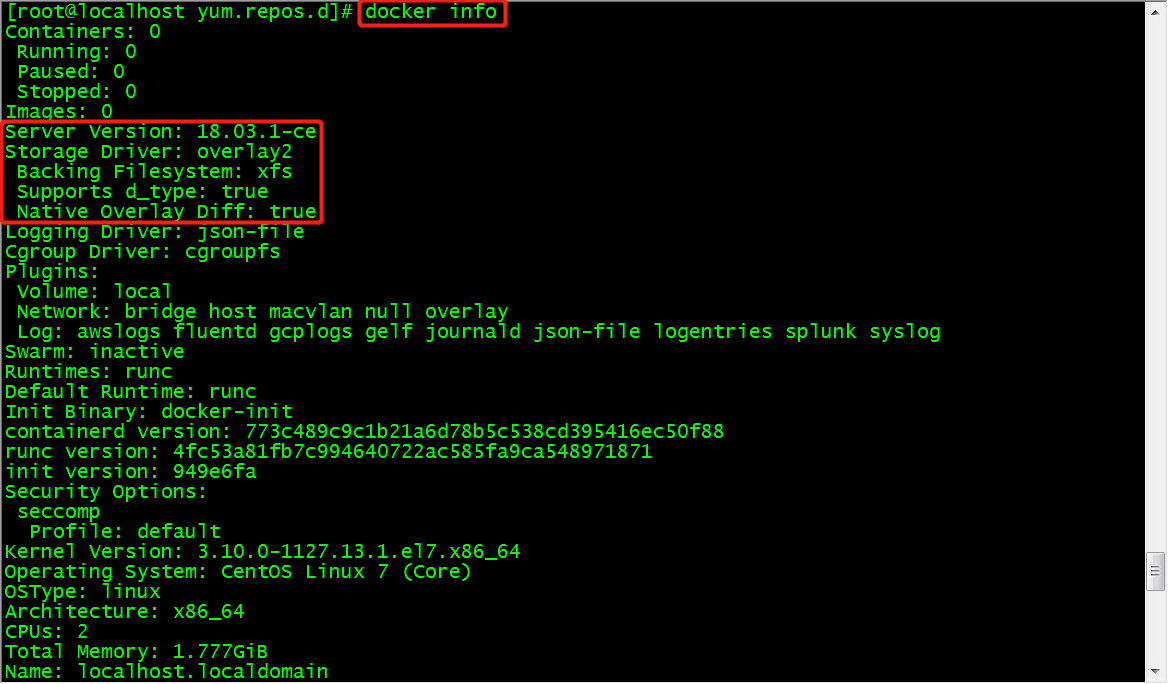 [root@localhost yum.repos.d]# docker info
Containers: 0
 Running: 0
 Paused: 0
 Stopped: 0
Images: 0
Server Version: 18.03.1-ce
Storage Driver: overlay2
 Backing Filesystem: xfs
 Supports d_type: true
 Native Overlay Diff: true
Logging Driver: json-file
Cgroup Driver: cgroupfs
Plugins:
 Volume: local
 Network: bridge host macvlan null overlay
 Log: awslogs fluentd gcplogs gelf journald json-file logentries splunk syslog
Swarm: inactive
Runtimes: runc
Default Runtime: runc
Init Binary: docker-init
containerd version: 773c489c9c1b21a6d78b5c538cd395416ec50f88
runc version: 4fc53a81fb7c994640722ac585fa9ca548971871
init version: 949e6fa
Security Options:
 seccomp
  Profile: default
Kernel Version: 3.10.0-1127.13.1.el7.x86_64
Operating System: CentOS Linux 7 (Core)
OSType: linux
Architecture: x86_64
CPUs: 2
Total Memory: 1.777GiB
Name: localhost.localdomain